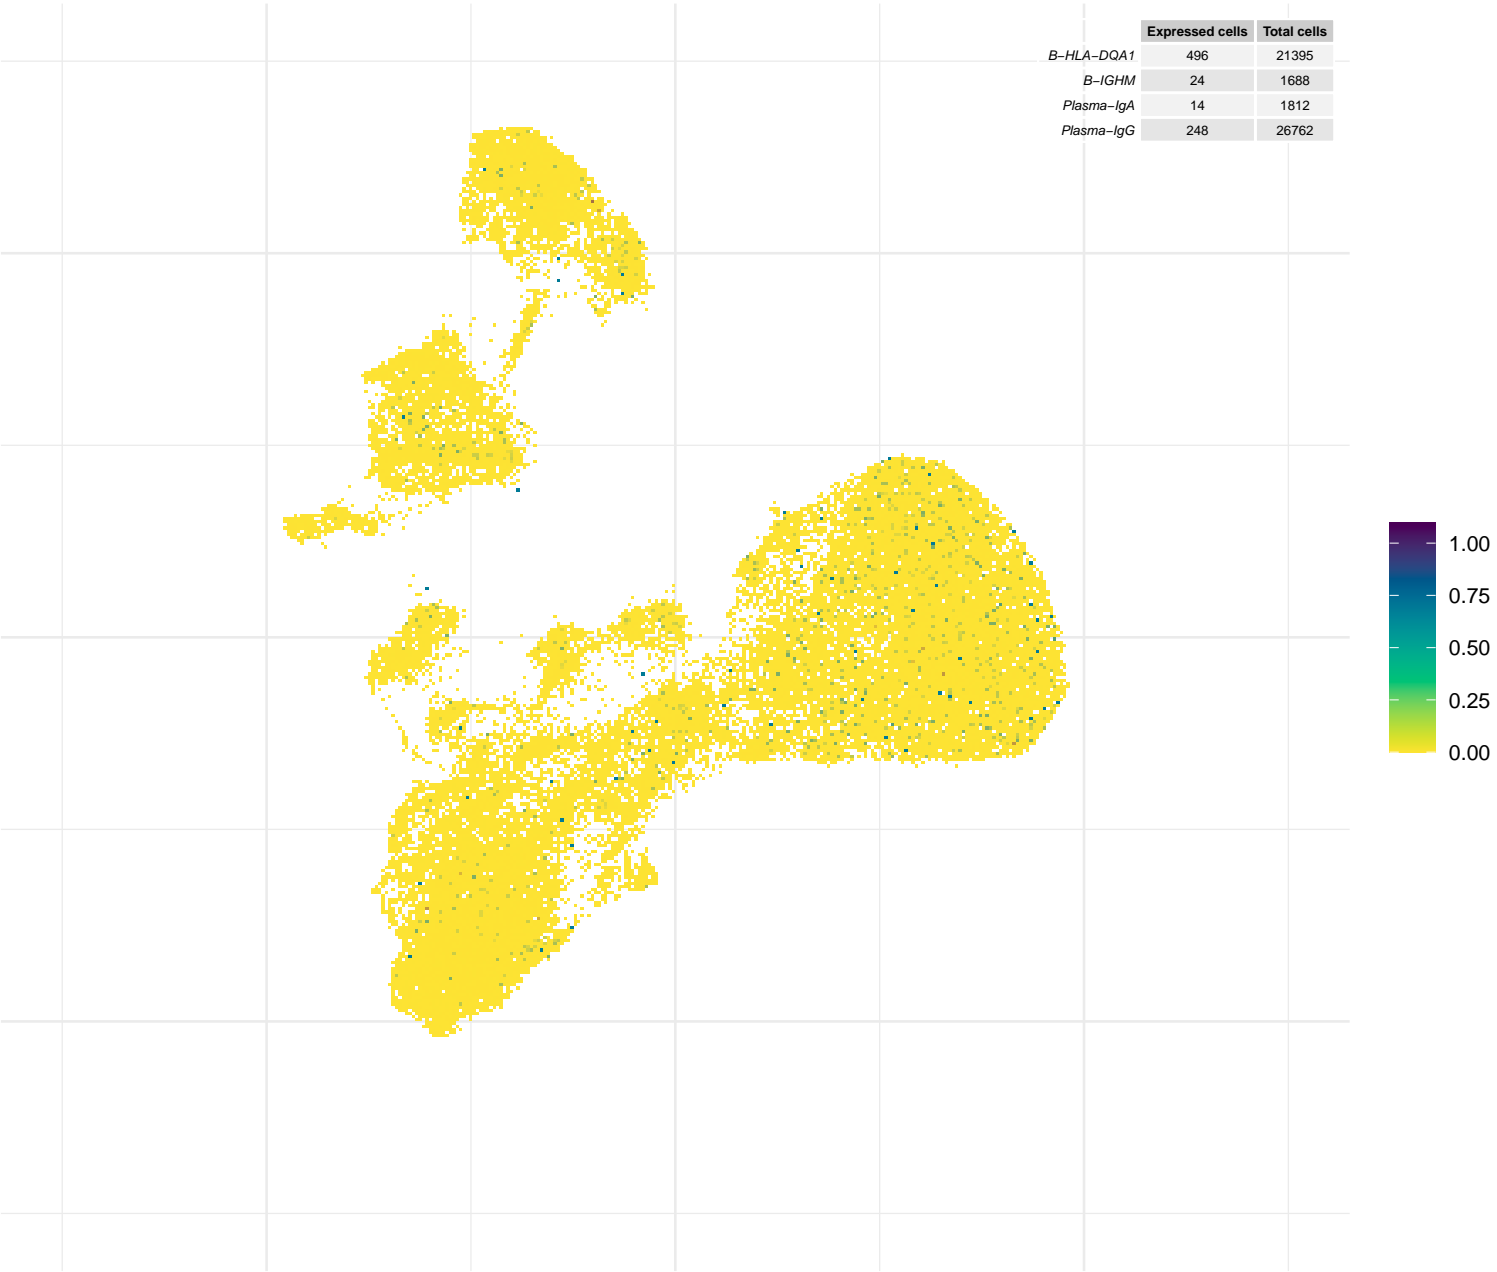 Expressed cells Total cells
B−HLA−DQA1 496 21395
B−IGHM 24 1688
Plasma−IgA 14 1812
Plasma−IgG 248 26762
1.00
0.75
0.50
0.25
0.00